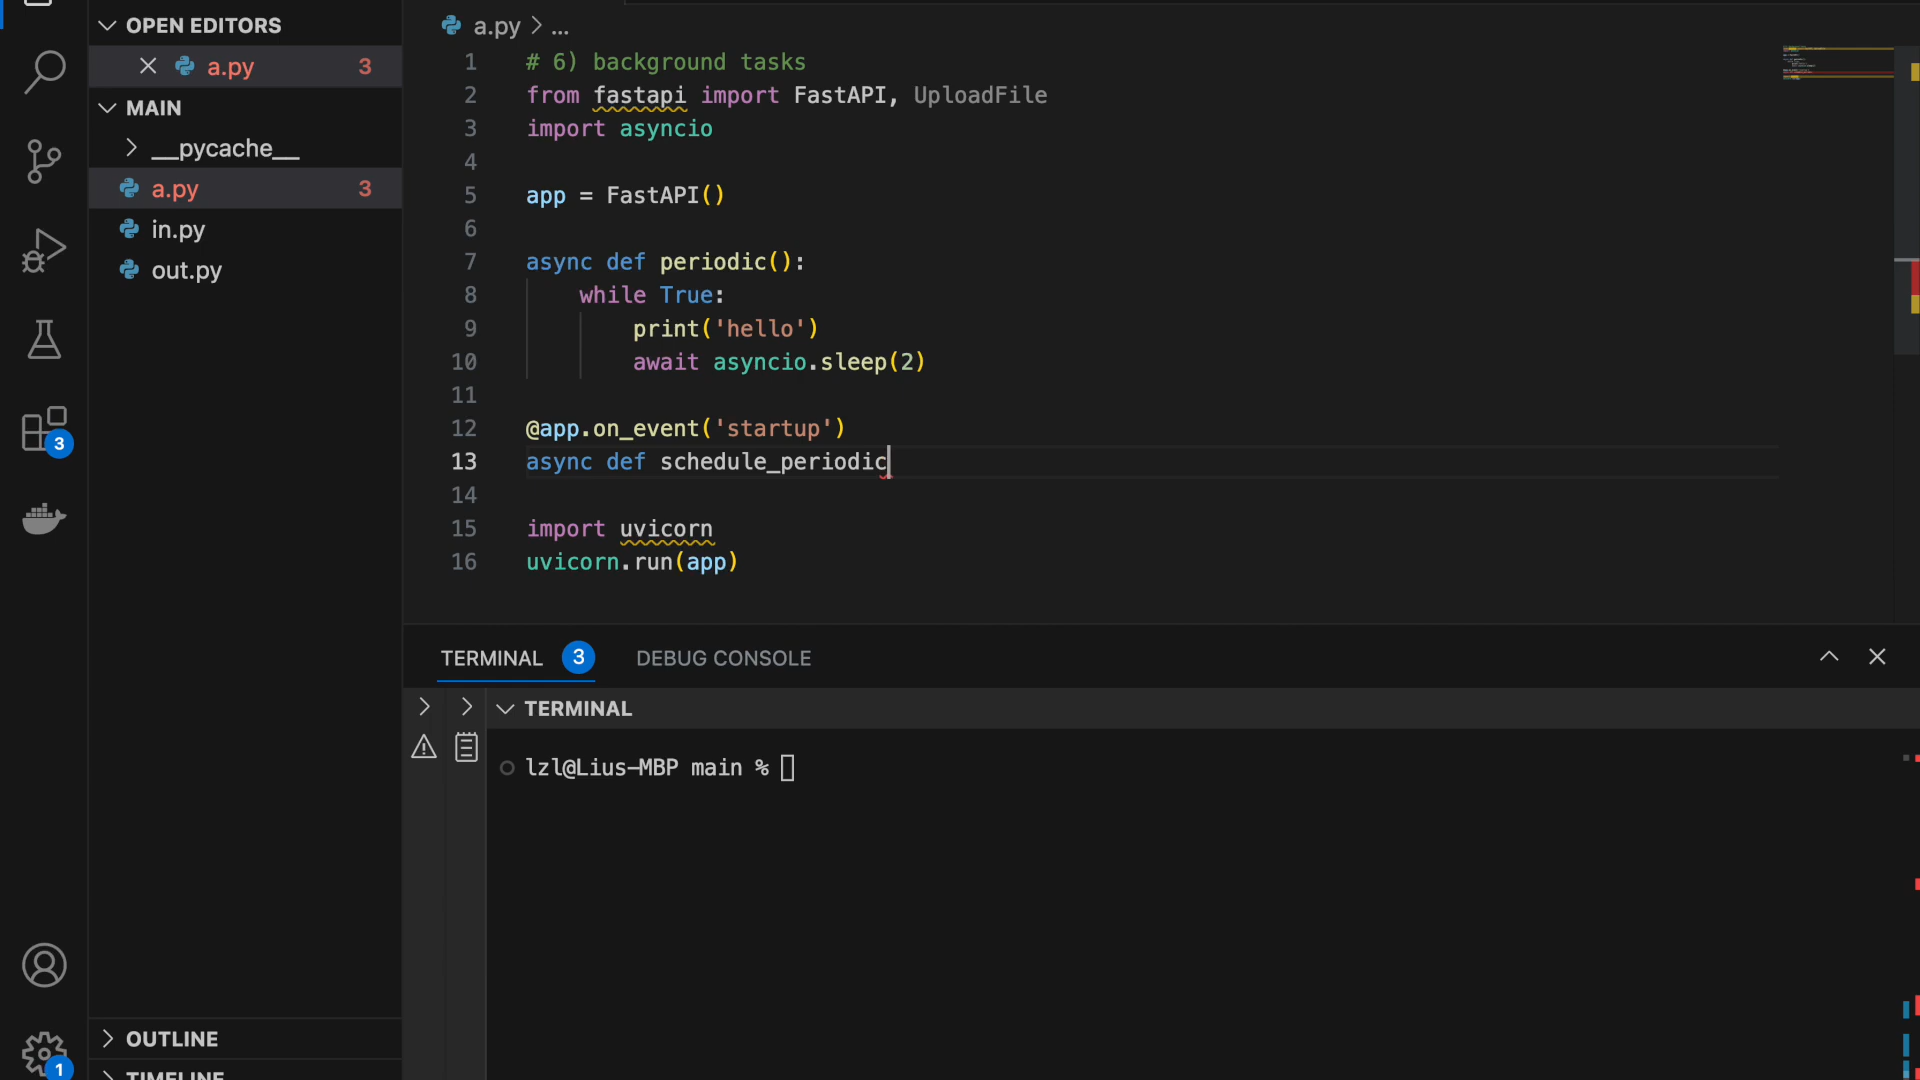 OPEN EDITORS
a.py 3
MAIN
__pycache__
a.py 3
in.py
out.py
3
OUTLINE
TIMELINE
1
a.py > ...
1 # 6) background tasks
2 from fastapi import FastAPI, UploadFile
3 import asyncio
4
5 app = FastAPI()
6
7 async def periodic():
8 while True:
9 print('hello')
10 await asyncio.sleep(2)
11
12 @app.on_event('startup')
13 async def schedule_periodic
14
15 import uvicorn
16 uvicorn.run(app)
TERMINAL 3 DEBUG CONSOLE
TERMINAL
lzl@Lius-MBP main %